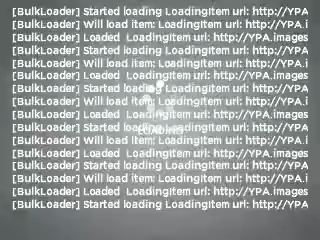 [BulkLoader] Started loading LoadingItem url: http://YPA
[BulkLoader] Will load item: LoadingItem url: http://YPA.i
[BulkLoader] Loaded LoadingItem url: http://YPA.images
[BulkLoader] Started loading LoadingItem url: http://YPA
[BulkLoader] Will load item: LoadingItem url: http://YPA.i
[BulkLoader] Loaded LoadingItem url: http://YPA.images
[BulkLoader] Started loading LoadingItem url: http://YPA
[BulkLoader] Will load item: LoadingItem url: http://YPA.i
[BulkLoader] Loaded LoadingItem url: http://YPA.images
[BulkLoader] Started loading LoadingItem url: http://YPA
LOADING
[BulkLoader] Will load item: LoadingItem url: http://YPA.i
[BulkLoader] Loaded LoadingItem url: http://YPA.images
[BulkLoader] Started loading LoadingItem url: http://YPA
[BulkLoader] Will load item: LoadingItem url: http://YPA.i
[BulkLoader] Loaded LoadingItem url: http://YPA.images
[BulkLoader] Started loading LoadingItem url: http://YPA